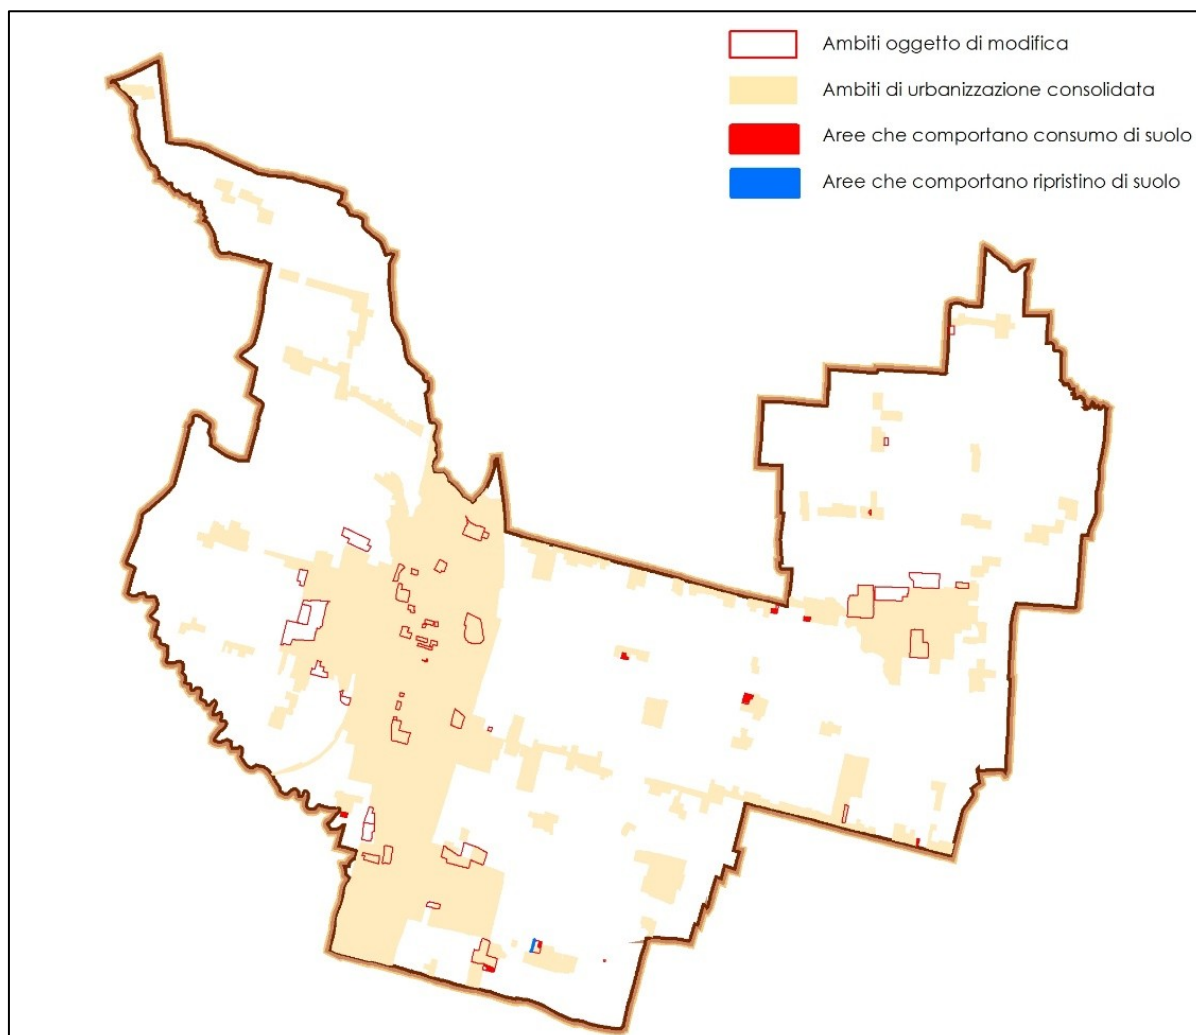 Ambiti oggetto di modifica
Ambiti di urbanizzazione consolidata
Aree che comportano consumo di suolo
Aree che comportano ripristino di suolo